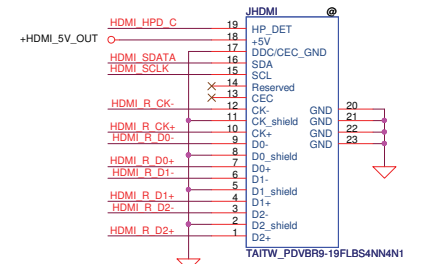 JHDMI @
HDMI_HPD_C 19 HP_DET
+HDMI_5V_OUT 18 +5V
17 DDC/CEC_GND
HDMI_SDATA 16 SDA
HDMI_SCLK 15 SCL
14 Reserved
13 CEC
HDMI_R_CK- 12 CK- GND 20
11 CK_shield GND 21
HDMI_R_CK+ 10 CK+ GND 22
HDMI_R_D0- 9 D0- GND 23
8 D0_shield
HDMI_R_D0+ 7 D0+
HDMI_R_D1- 6 D1-
5 D1_shield
HDMI_R_D1+ 4 D1+
HDMI_R_D2- 3 D2-
2 D2_shield
HDMI_R_D2+ 1 D2+
TAITW_PDVBR9-19FLBS4NN4N1